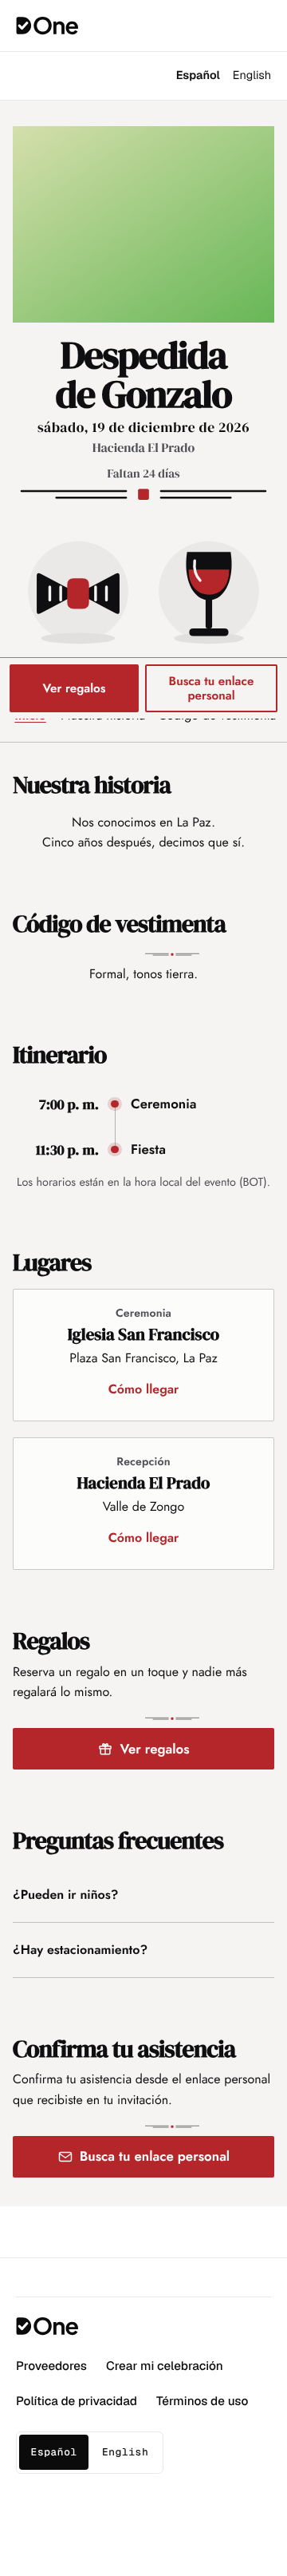 One
Español English
Despedida
de Gonzalo
sábado, 19 de diciembre de 2026
Hacienda El Prado
Faltan 24 días
Ver regalos
Busca tu enlace
personal
Nuestra historia
Nos conocimos en La Paz.
Cinco años después, decimos que sí.
Código de vestimenta
Formal, tonos tierra.
Itinerario
7:00 p. m. Ceremonia
11:30 p. m. Fiesta
Los horarios están en la hora local del evento (BOT).
Lugares
Ceremonia
Iglesia San Francisco
Plaza San Francisco, La Paz
Cómo llegar
Recepción
Hacienda El Prado
Valle de Zongo
Cómo llegar
Regalos
Reserva un regalo en un toque y nadie más
regalará lo mismo.
Ver regalos
Preguntas frecuentes
¿Pueden ir niños?
¿Hay estacionamiento?
Confirma tu asistencia
Confirma tu asistencia desde el enlace personal
que recibiste en tu invitación.
Busca tu enlace personal
One
Proveedores Crear mi celebración
Política de privacidad Términos de uso
Español English